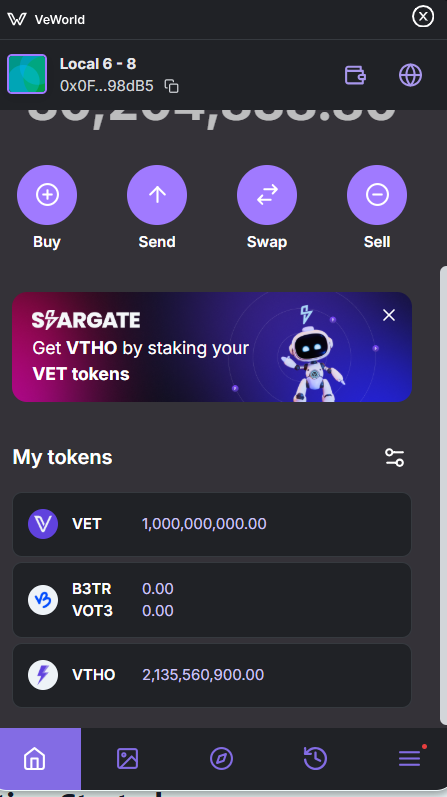 VeWorld
Local 6 - 8
0x0F...98dB5
Buy
Send
Swap
Sell
STARGATE
Get VTHO by staking your
VET tokens
My tokens
VET 1,000,000,000.00
B3TR 0.00
VOT3 0.00
VTHO 2,135,560,900.00